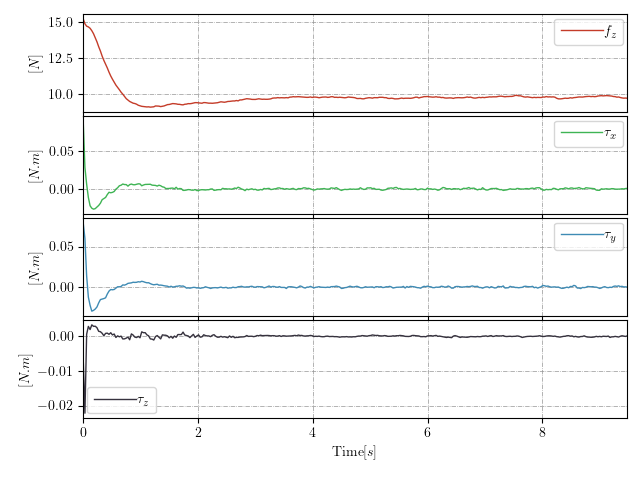 15.0
12.5
10.0
[N]
f_z
0.05
0.00
[N.m]
τ_x
0.05
0.00
[N.m]
τ_y
0.00
−0.01
−0.02
[N.m]
τ_z
0 2 4 6 8
Time[s]